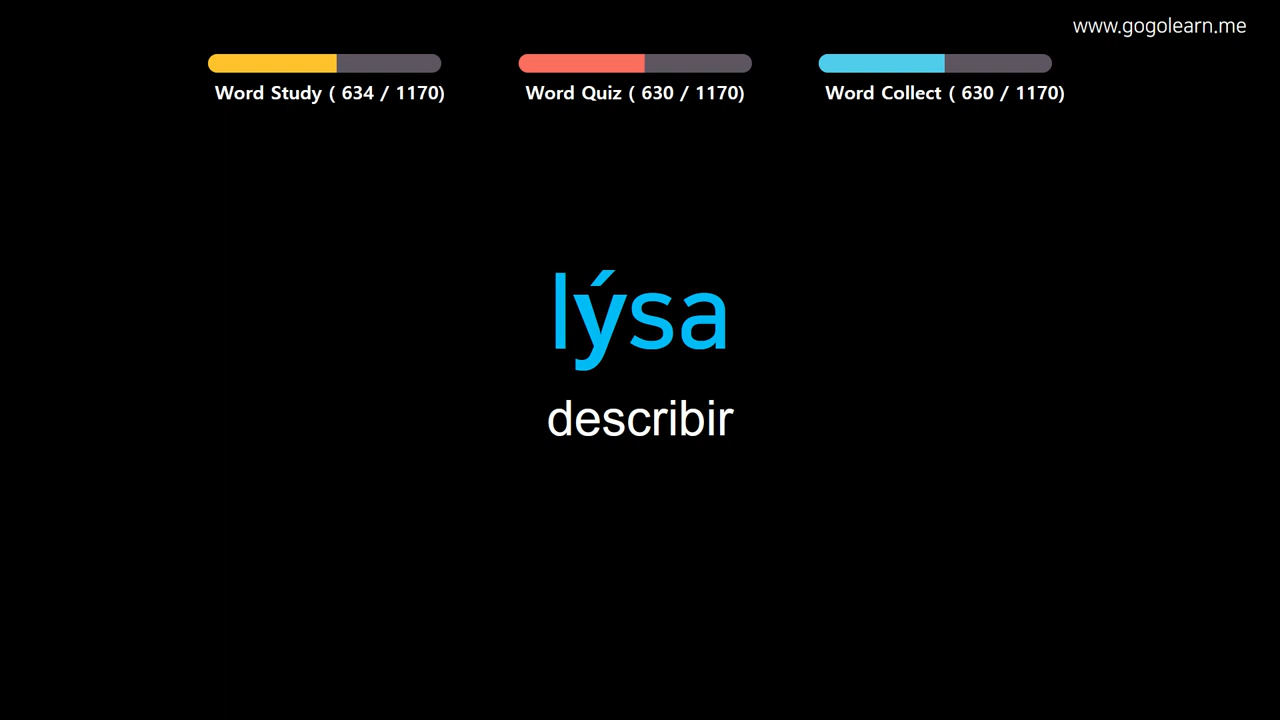 www.gogolearn.me
Word Study ( 634 / 1170)
Word Quiz ( 630 / 1170)
Word Collect ( 630 / 1170)
lýsa
describir